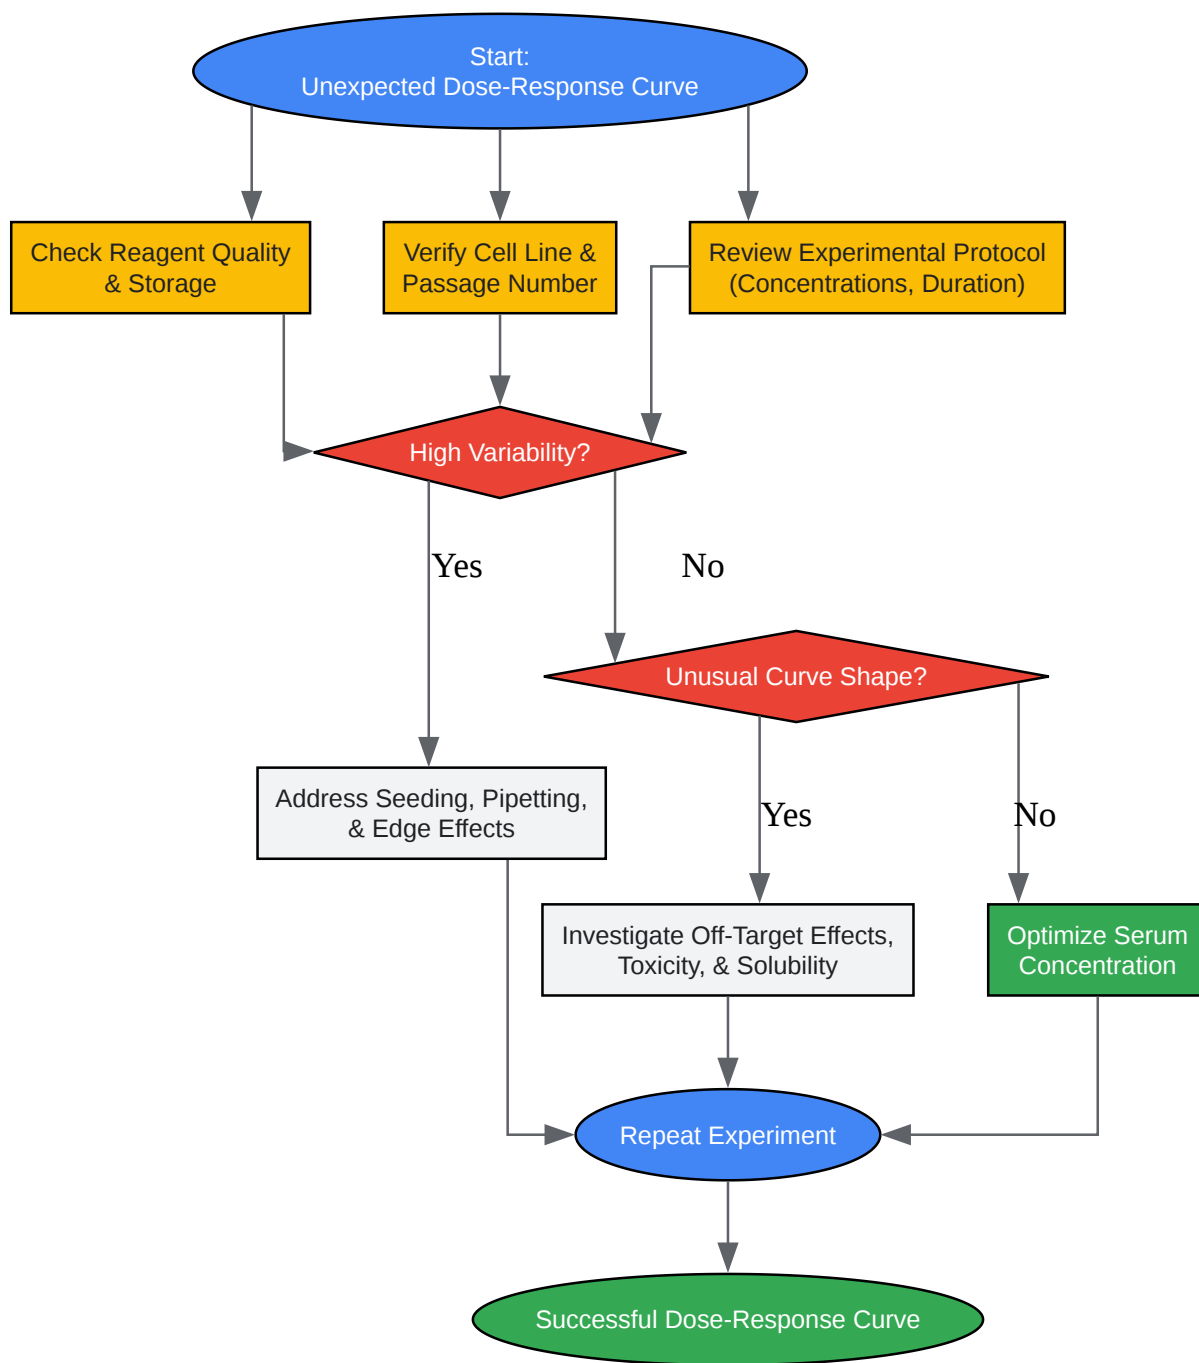 Start:
Unexpected Dose-Response Curve
Check Reagent Quality
& Storage
Verify Cell Line &
Passage Number
Review Experimental Protocol
(Concentrations, Duration)
High Variability?
Yes
No
Unusual Curve Shape?
Address Seeding, Pipetting,
& Edge Effects
Yes
No
Investigate Off-Target Effects,
Toxicity, & Solubility
Optimize Serum
Concentration
Repeat Experiment
Successful Dose-Response Curve